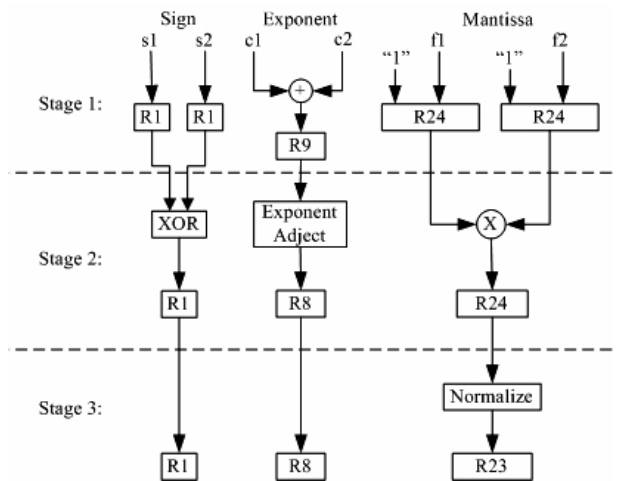 Sign Exponent Mantissa
s1 s2 c1 c2 f1 f2
“1” “1”
+
Stage 1: R1 R1 R24 R24
R9
XOR Exponent Adject X
Stage 2:
R1 R8 R24
Normalize
Stage 3:
R1 R8 R23